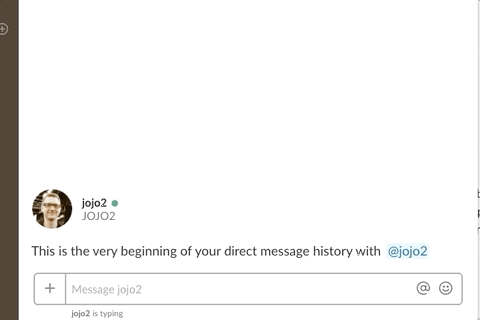 jojo2
JOJO2
This is the very beginning of your direct message history with @jojo2
Message jojo2
jojo2 is typing